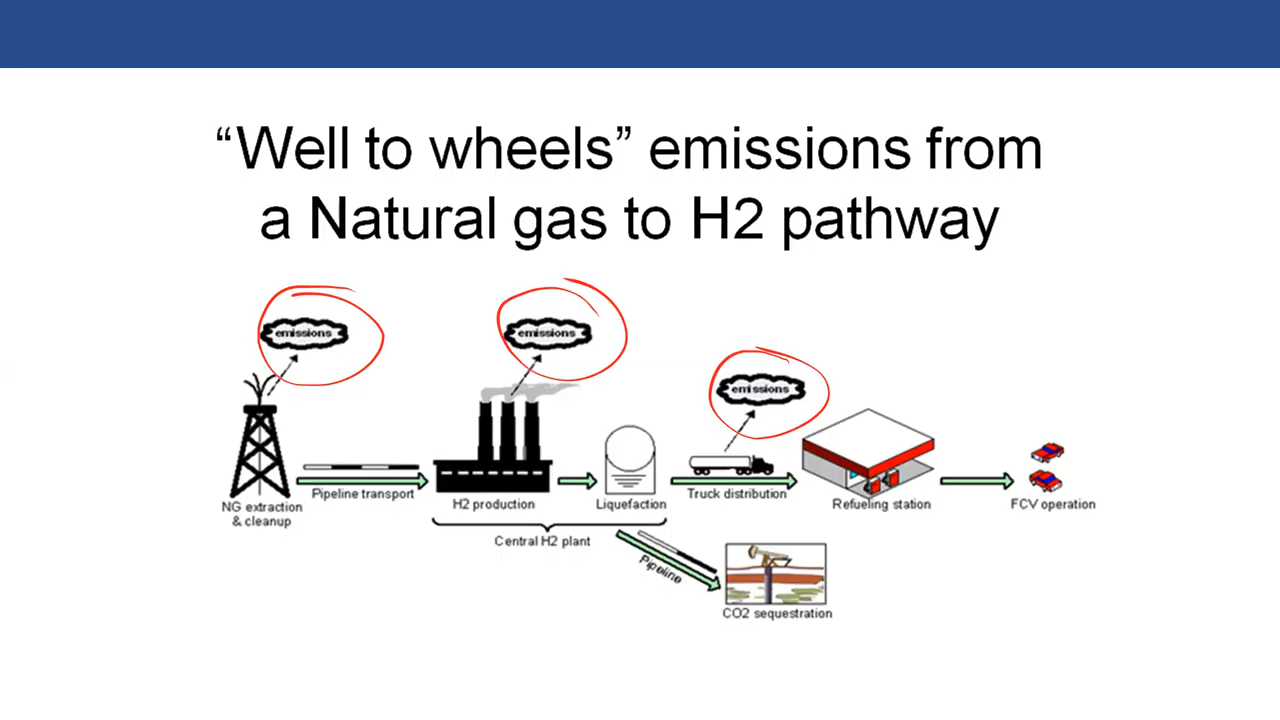 “Well to wheels” emissions from
a Natural gas to H2 pathway
emissions
emissions
emissions
NG extraction
& cleanup
Pipeline transport
H2 production
Liquefaction
Truck distribution
Refueling station
FCV operation
Central H2 plant
Pipeline
CO2 sequestration